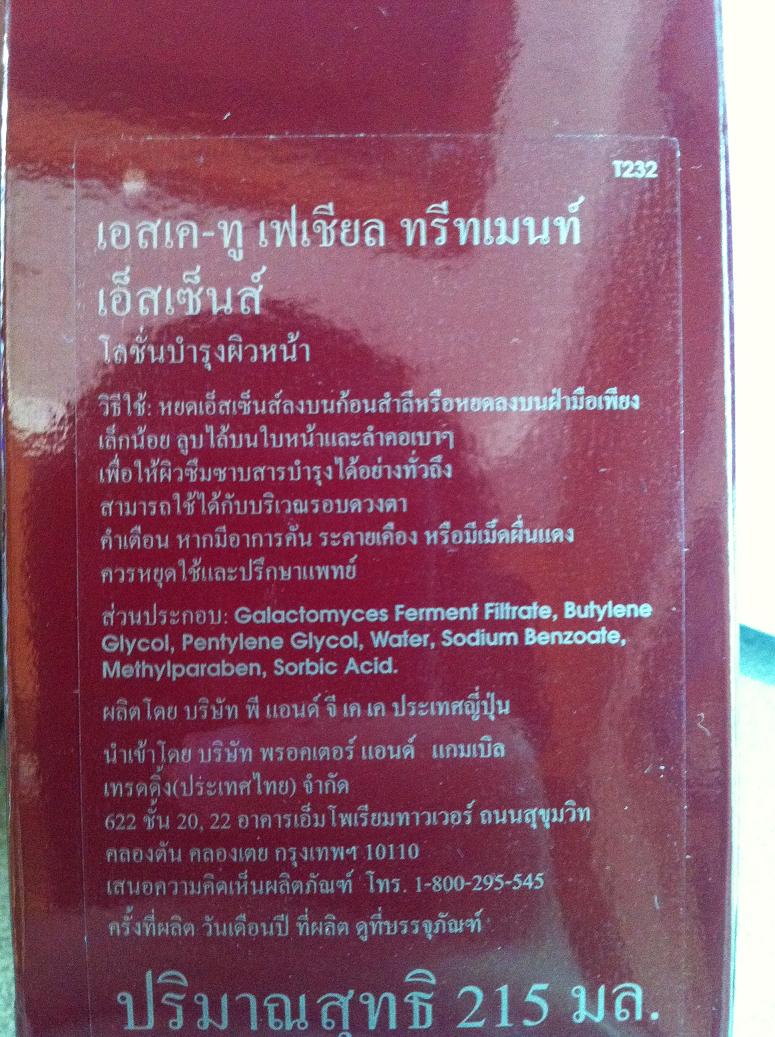 T232
เอสเค-ทู เฟเชียล ทรีทเมนท์
เอ็สเซ็นส์
โลชั่นบำรุงผิวหน้า
วิธีใช้: หยดเอ็สเซ็นส์ลงบนก้อนสำลีหรือหยดลงบนฝ่ามือเพียง
เล็กน้อย ลูบไล้บนใบหน้าและลำคอเบาๆ
เพื่อให้ผิวซึมซาบสารบำรุงได้อย่างทั่วถึง
สามารถใช้ได้กับบริเวณรอบดวงตา
คำเตือน หากมีอาการคัน ระคายเคือง หรือมีเม็ดผื่นแดง
ควรหยุดใช้และปรึกษาแพทย์
ส่วนประกอบ: Galactomyces Ferment Filtrate, Butylene
Glycol, Pentylene Glycol, Water, Sodium Benzoate,
Methylparaben, Sorbic Acid.
ผลิตโดย บริษัท พี แอนด์ จี เค เค ประเทศญี่ปุ่น
นำเข้าโดย บริษัท พรอคเตอร์ แอนด์ แกมเบิล
เทรดดิ้ง(ประเทศไทย) จำกัด
622 ชั้น 20, 22 อาคารเอ็มโพเรียมทาวเวอร์ ถนนสุขุมวิท
คลองตัน คลองเตย กรุงเทพฯ 10110
เสนอความคิดเห็นผลิตภัณฑ์ โทร. 1-800-295-545
ครั้งที่ผลิต วันเดือนปี ที่ผลิต ดูที่บรรจุภัณฑ์
ปริมาณสุทธิ 215 มล.